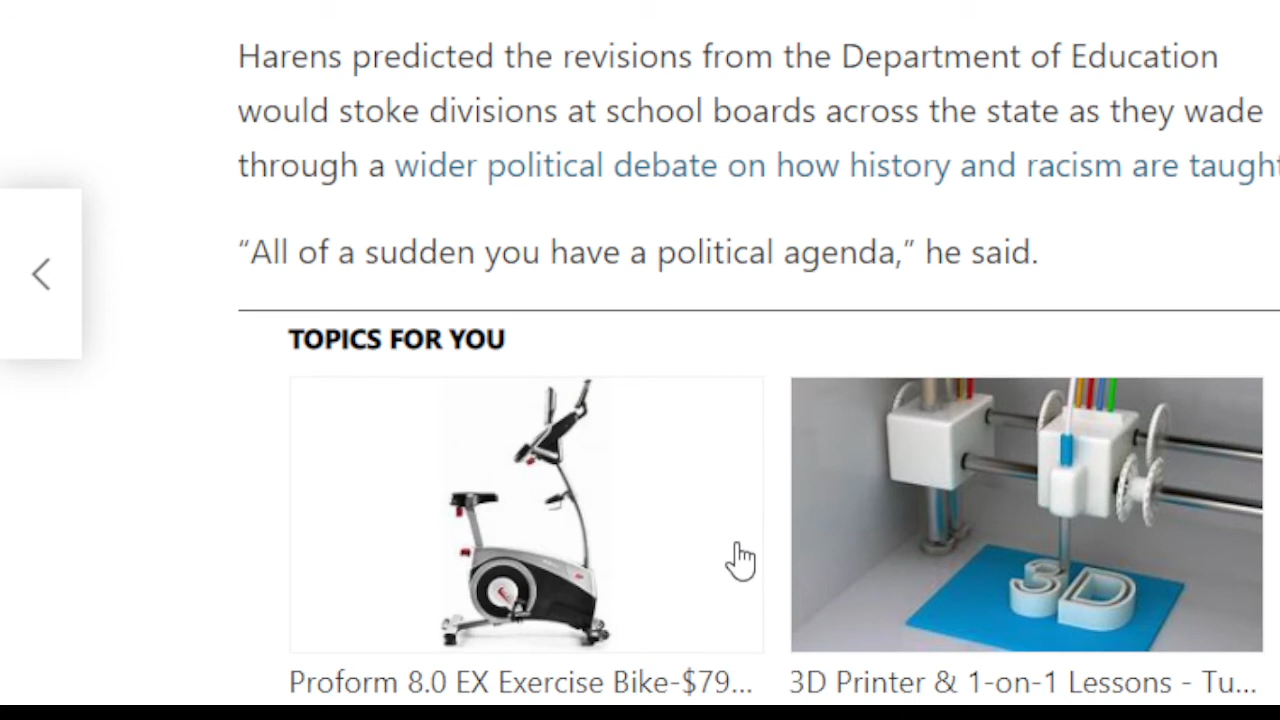 Harens predicted the revisions from the Department of Education
would stoke divisions at school boards across the state as they wade
through a wider political debate on how history and racism are taught
“All of a sudden you have a political agenda,” he said.
TOPICS FOR YOU
3D
Proform 8.0 EX Exercise Bike-$79...
3D Printer & 1-on-1 Lessons - Tu...